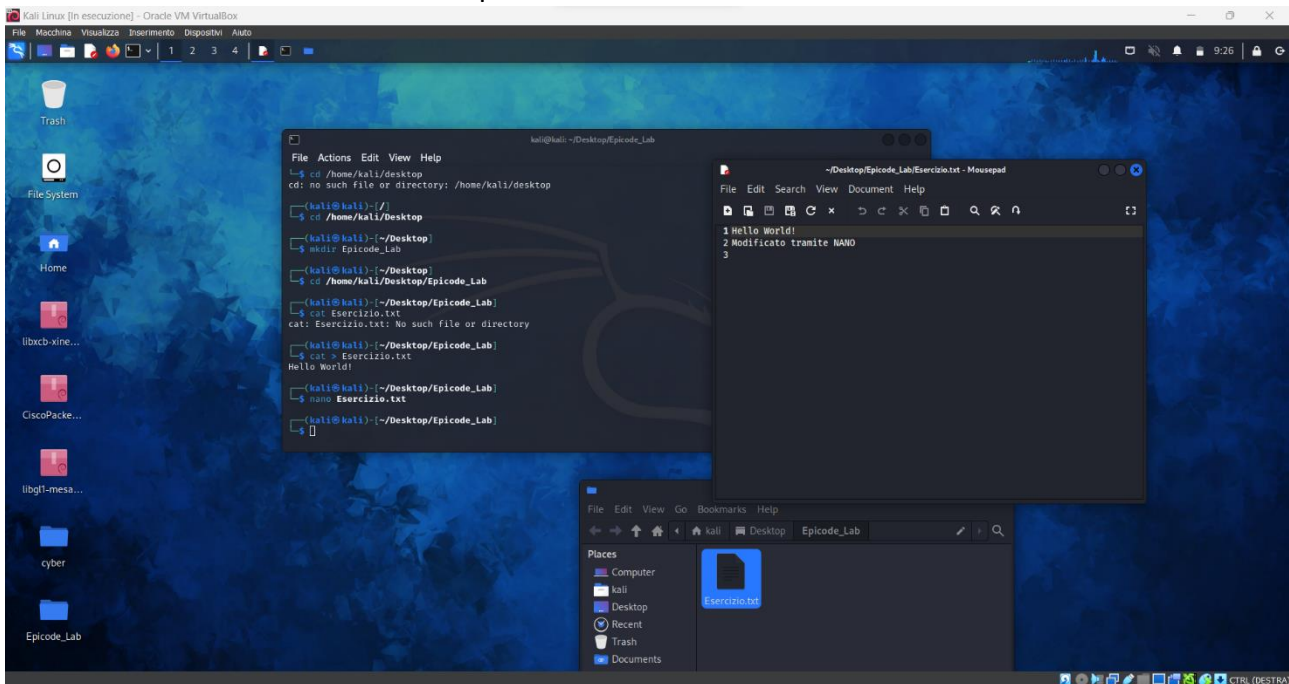 Kali Linux [In esecuzione] - Oracle VM VirtualBox
File Macchina Visualizza Inserimento Dispositivi Aiuto
1 2 3 4
9:26
Trash
File System
Home
libxcb-xine...
CiscoPacke...
libgl1-mesa...
cyber
Epicode_Lab
kali@kali: ~/Desktop/Epicode_Lab
File Actions Edit View Help
└─$ cd /home/kali/desktop
cd: no such file or directory: /home/kali/desktop
┌──(kali㉿kali)-[/]
└─$ cd /home/kali/Desktop
┌──(kali㉿kali)-[~/Desktop]
└─$ mkdir Epicode_Lab
┌──(kali㉿kali)-[~/Desktop]
└─$ cd /home/kali/Desktop/Epicode_Lab
┌──(kali㉿kali)-[~/Desktop/Epicode_Lab]
└─$ cat Esercizio.txt
cat: Esercizio.txt: No such file or directory
┌──(kali㉿kali)-[~/Desktop/Epicode_Lab]
└─$ cat > Esercizio.txt
Hello World!
┌──(kali㉿kali)-[~/Desktop/Epicode_Lab]
└─$ nano Esercizio.txt
┌──(kali㉿kali)-[~/Desktop/Epicode_Lab]
└─$
~/Desktop/Epicode_Lab/Esercizio.txt - Mousepad
File Edit Search View Document Help
1 Hello World!
2 Modificato tramite NANO
3
File Edit View Go Bookmarks Help
kali Desktop Epicode_Lab
Places
Computer
kali
Desktop
Recent
Trash
Documents
Esercizio.txt
CTRL (DESTRA)